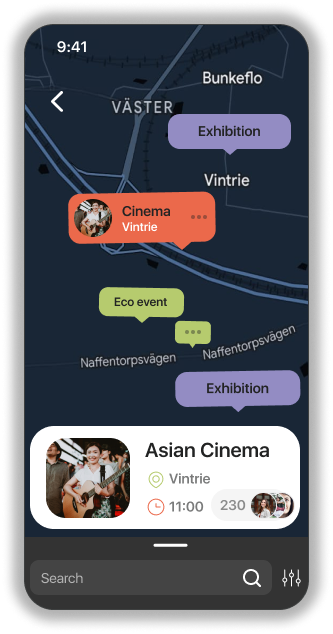 9:41
Bunkeflo
VÄSTER
Exhibition
Vintrie
Cinema
Vintrie
Eco event
Naffentorpsvägen
Naffentorpsvägen
Exhibition
Asian Cinema
Vintrie
11:00
230
Search